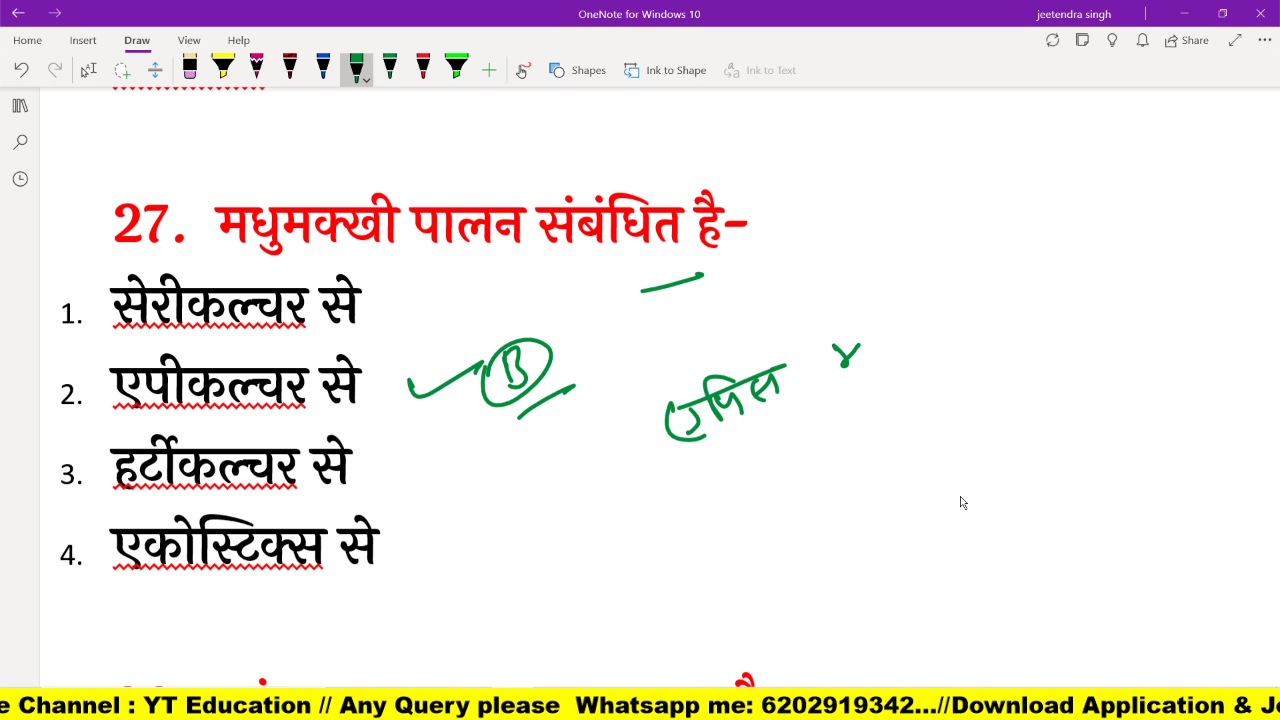 OneNote for Windows 10
jeetendra singh
Home Insert Draw View Help
Share
Shapes Ink to Shape Ink to Text
27. मधुमक्खी पालन संबंधित है-
1. सेरीकल्चर से
2. एपीकल्चर से
B
एपिस
3. हर्टीकल्चर से
4. एकोस्टिक्स से
e Channel : YT Education // Any Query please Whatsapp me: 6202919342...//Download Application & Jo